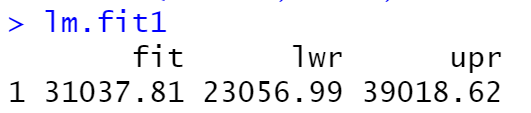 > lm.fit1
fit lwr upr
1 31037.81 23056.99 39018.62